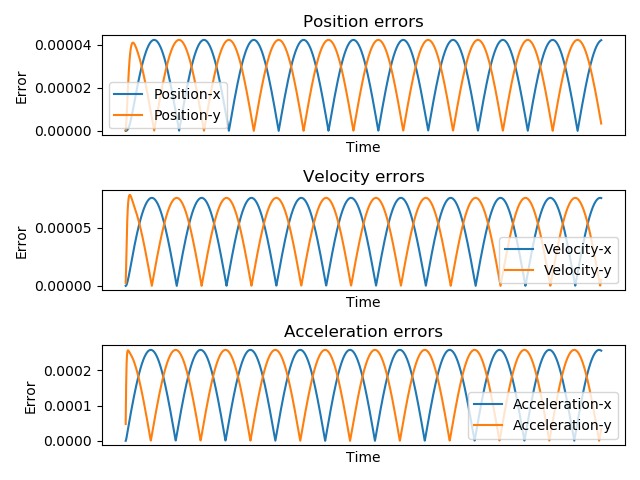 Position errors
0.00004
0.00002
0.00000
Error
Position-x
Position-y
Time
Velocity errors
0.00005
0.00000
Error
Velocity-x
Velocity-y
Time
Acceleration errors
0.0002
0.0001
0.0000
Error
Acceleration-x
Acceleration-y
Time